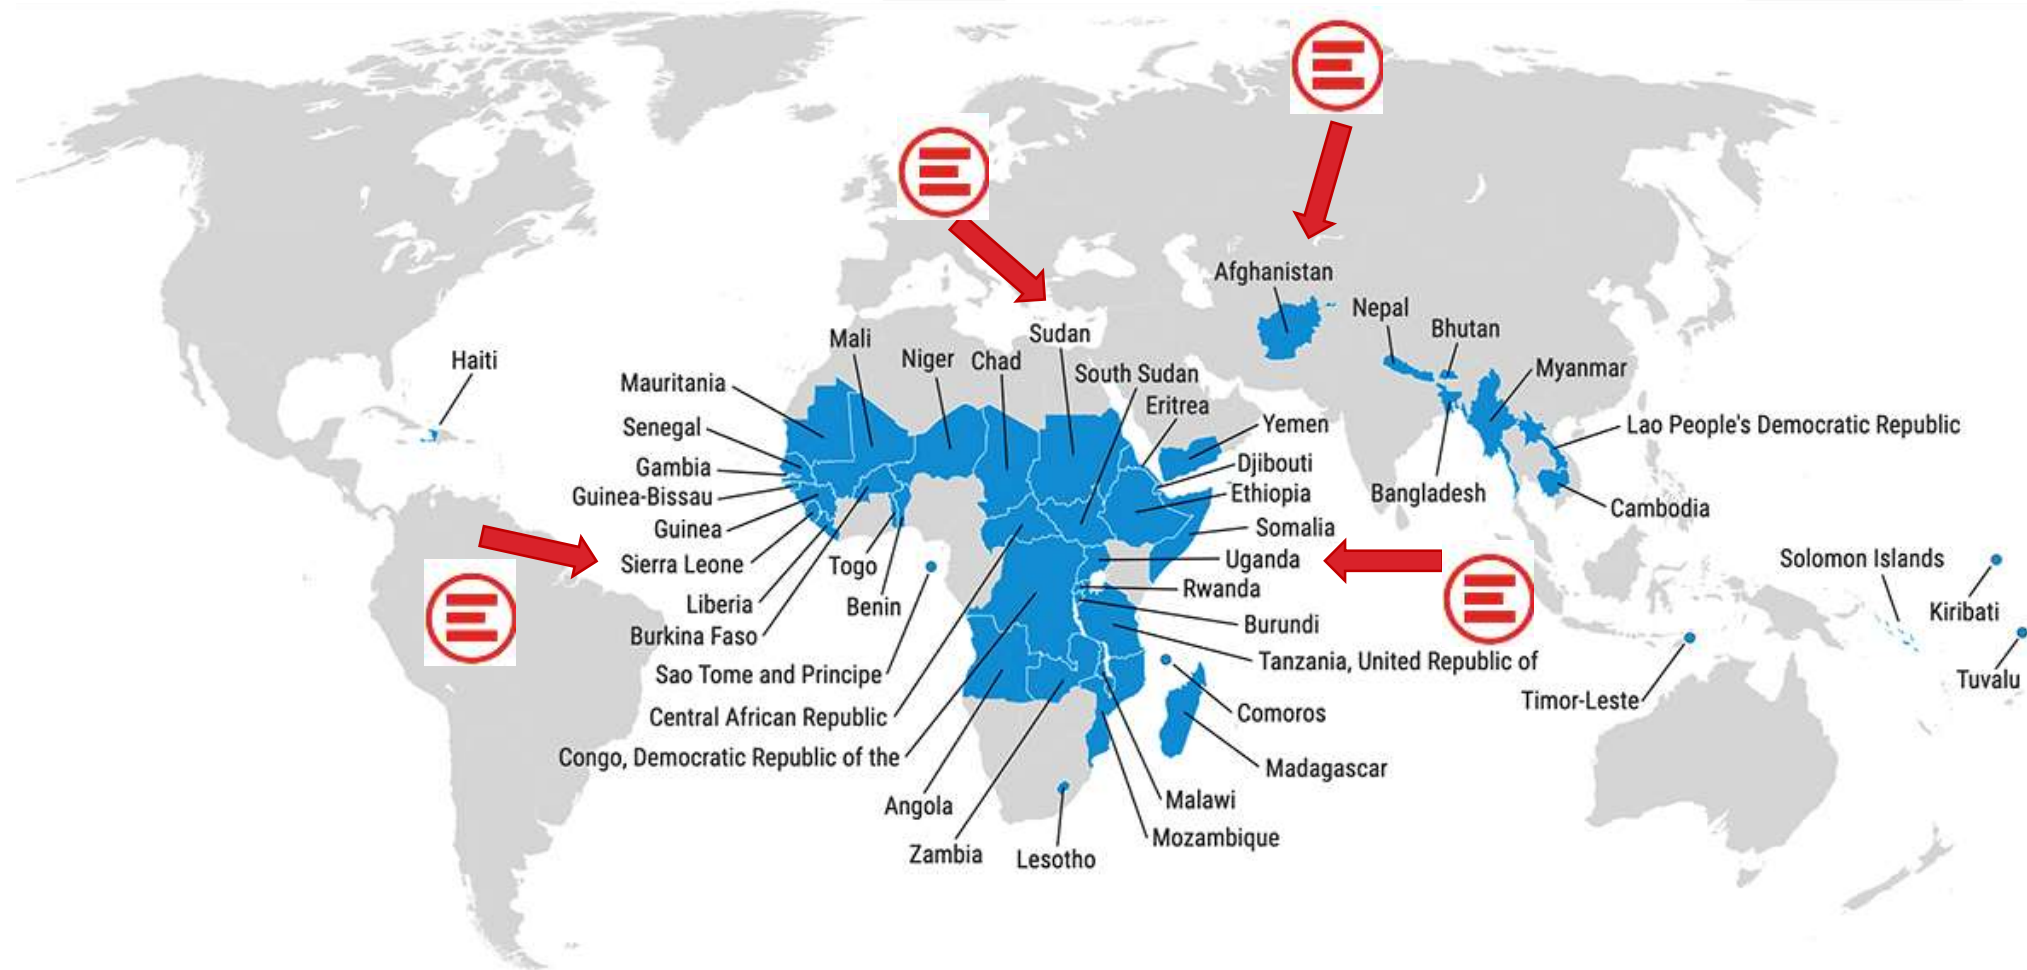 Afghanistan
Nepal
Bhutan
Sudan
Mali
Niger
Chad
Haiti
Myanmar
South Sudan
Mauritania
Eritrea
Yemen
Lao People's Democratic Republic
Senegal
Djibouti
Gambia
Ethiopia
Bangladesh
Guinea-Bissau
Cambodia
Guinea
Somalia
Solomon Islands
Uganda
Sierra Leone
Togo
Rwanda
Liberia
Benin
Kiribati
Burundi
Burkina Faso
Tanzania, United Republic of
Sao Tome and Principe
Tuvalu
Timor-Leste
Central African Republic
Comoros
Congo, Democratic Republic of the
Madagascar
Malawi
Angola
Mozambique
Zambia
Lesotho